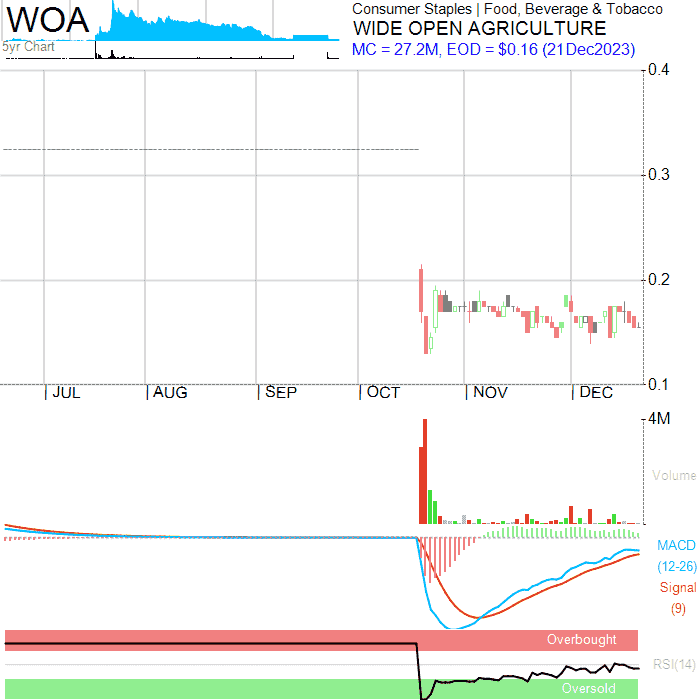 WOA
5yr Chart
Consumer Staples | Food, Beverage & Tobacco
WIDE OPEN AGRICULTURE
MC = 27.2M, EOD = $0.16 (21Dec2023)
0.4
0.3
0.2
0.1
JUL
AUG
SEP
OCT
NOV
DEC
4M
Volume
MACD
(12-26)
Signal
(9)
Overbought
RSI(14)
Oversold